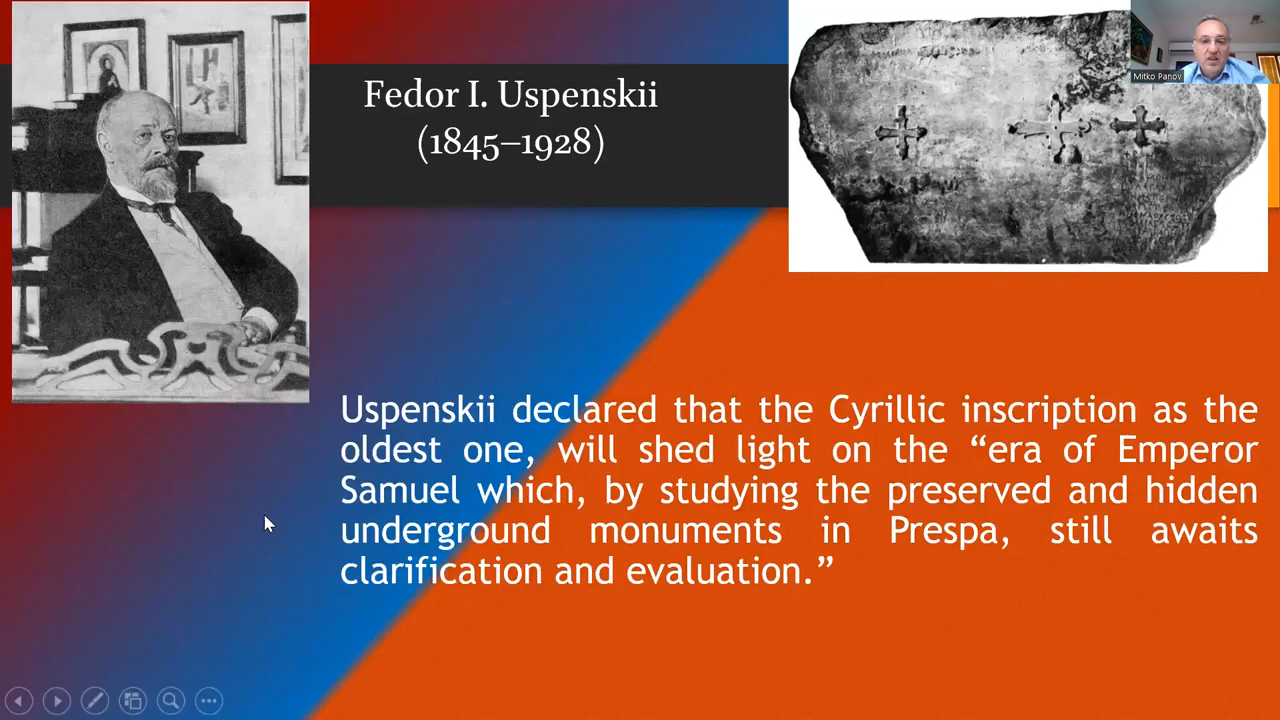 Fedor I. Uspenskii
(1845–1928)
Mitko Panov
Uspenskii declared that the Cyrillic inscription as the
oldest one, will shed light on the “era of Emperor
Samuel which, by studying the preserved and hidden
underground monuments in Prespa, still awaits
clarification and evaluation.”